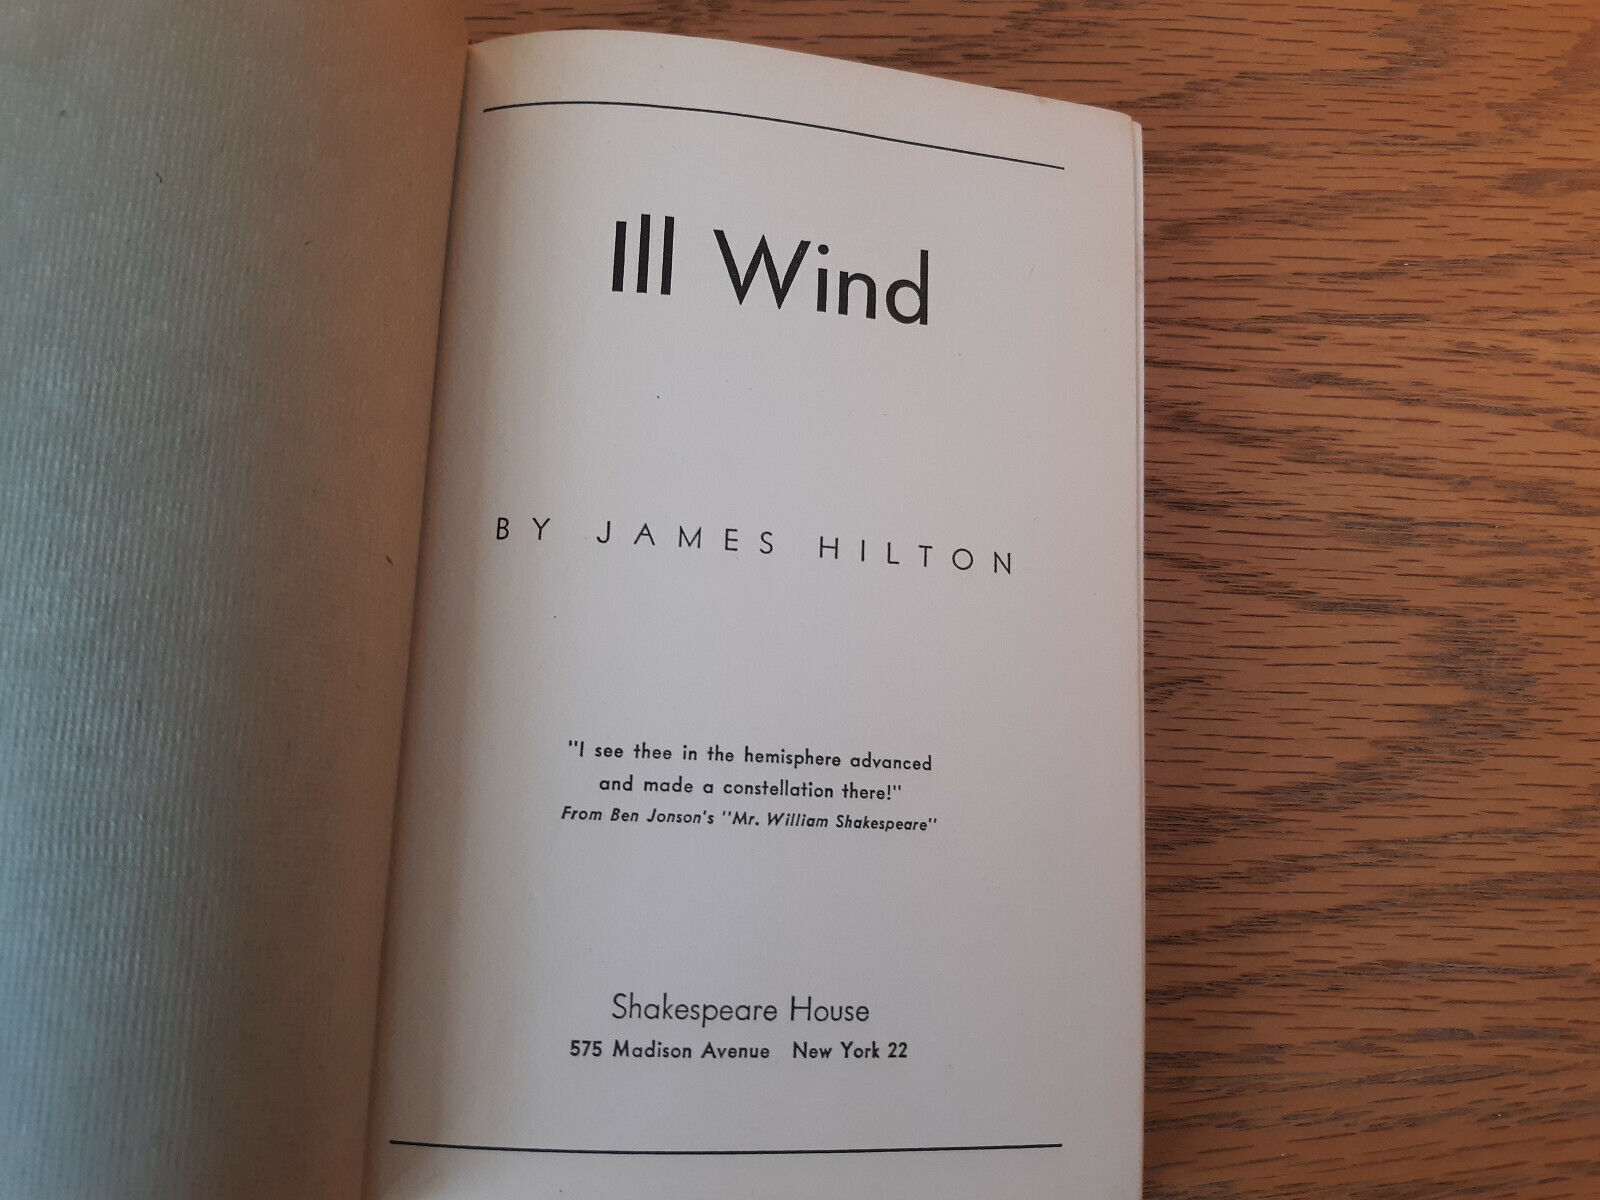 Ill Wind
BY JAMES HILTON
"I see thee in the hemisphere advanced
and made a constellation there!"
From Ben Jonson's "Mr. William Shakespeare"
Shakespeare House
575 Madison Avenue New York 22